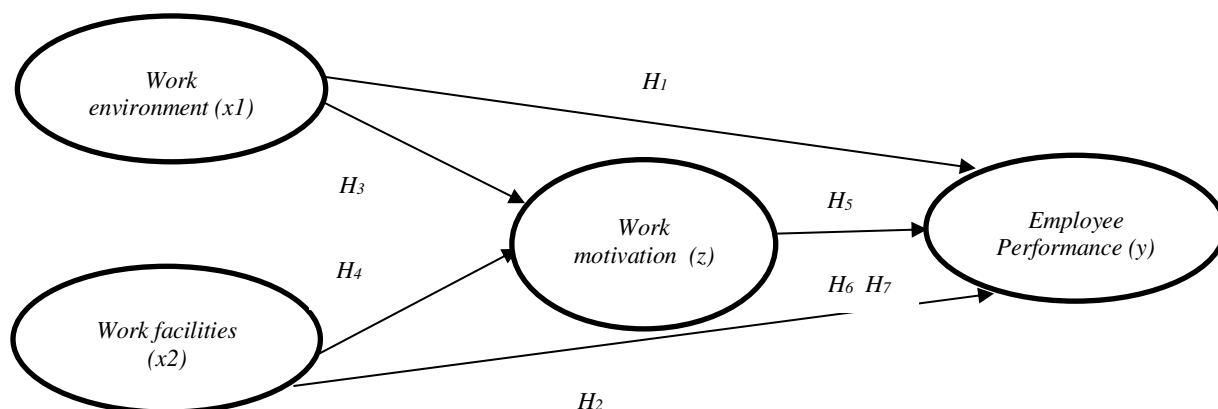 Work
environment (x1)
H1
H3
Work
motivation (z)
H5
Employee
Performance (y)
H4
H6 H7
Work facilities
(x2)
H2